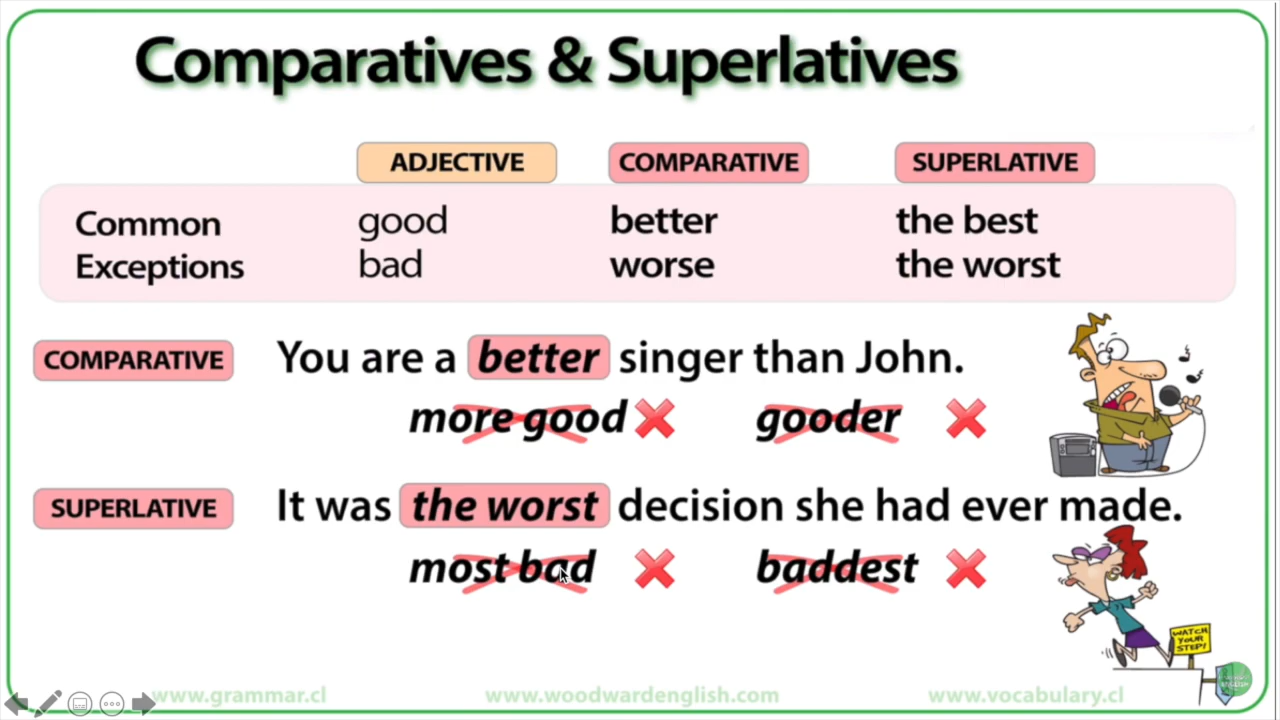 Comparatives & Superlatives
ADJECTIVE COMPARATIVE SUPERLATIVE
Common good better the best
Exceptions bad worse the worst
COMPARATIVE You are a better singer than John.
more good gooder
SUPERLATIVE It was the worst decision she had ever made.
most bad baddest
WATCH
YOUR
STEP!
www.grammar.cl www.woodwardenglish.com www.vocabulary.cl